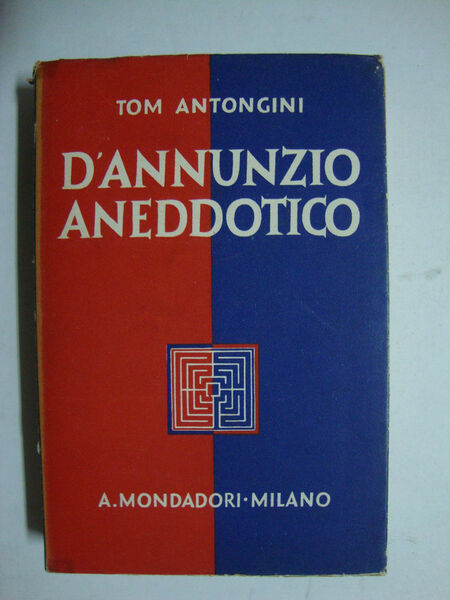 TOM ANTONGINI
D'ANNUNZIO
ANEDDOTICO
A. MONDADORI · MILANO